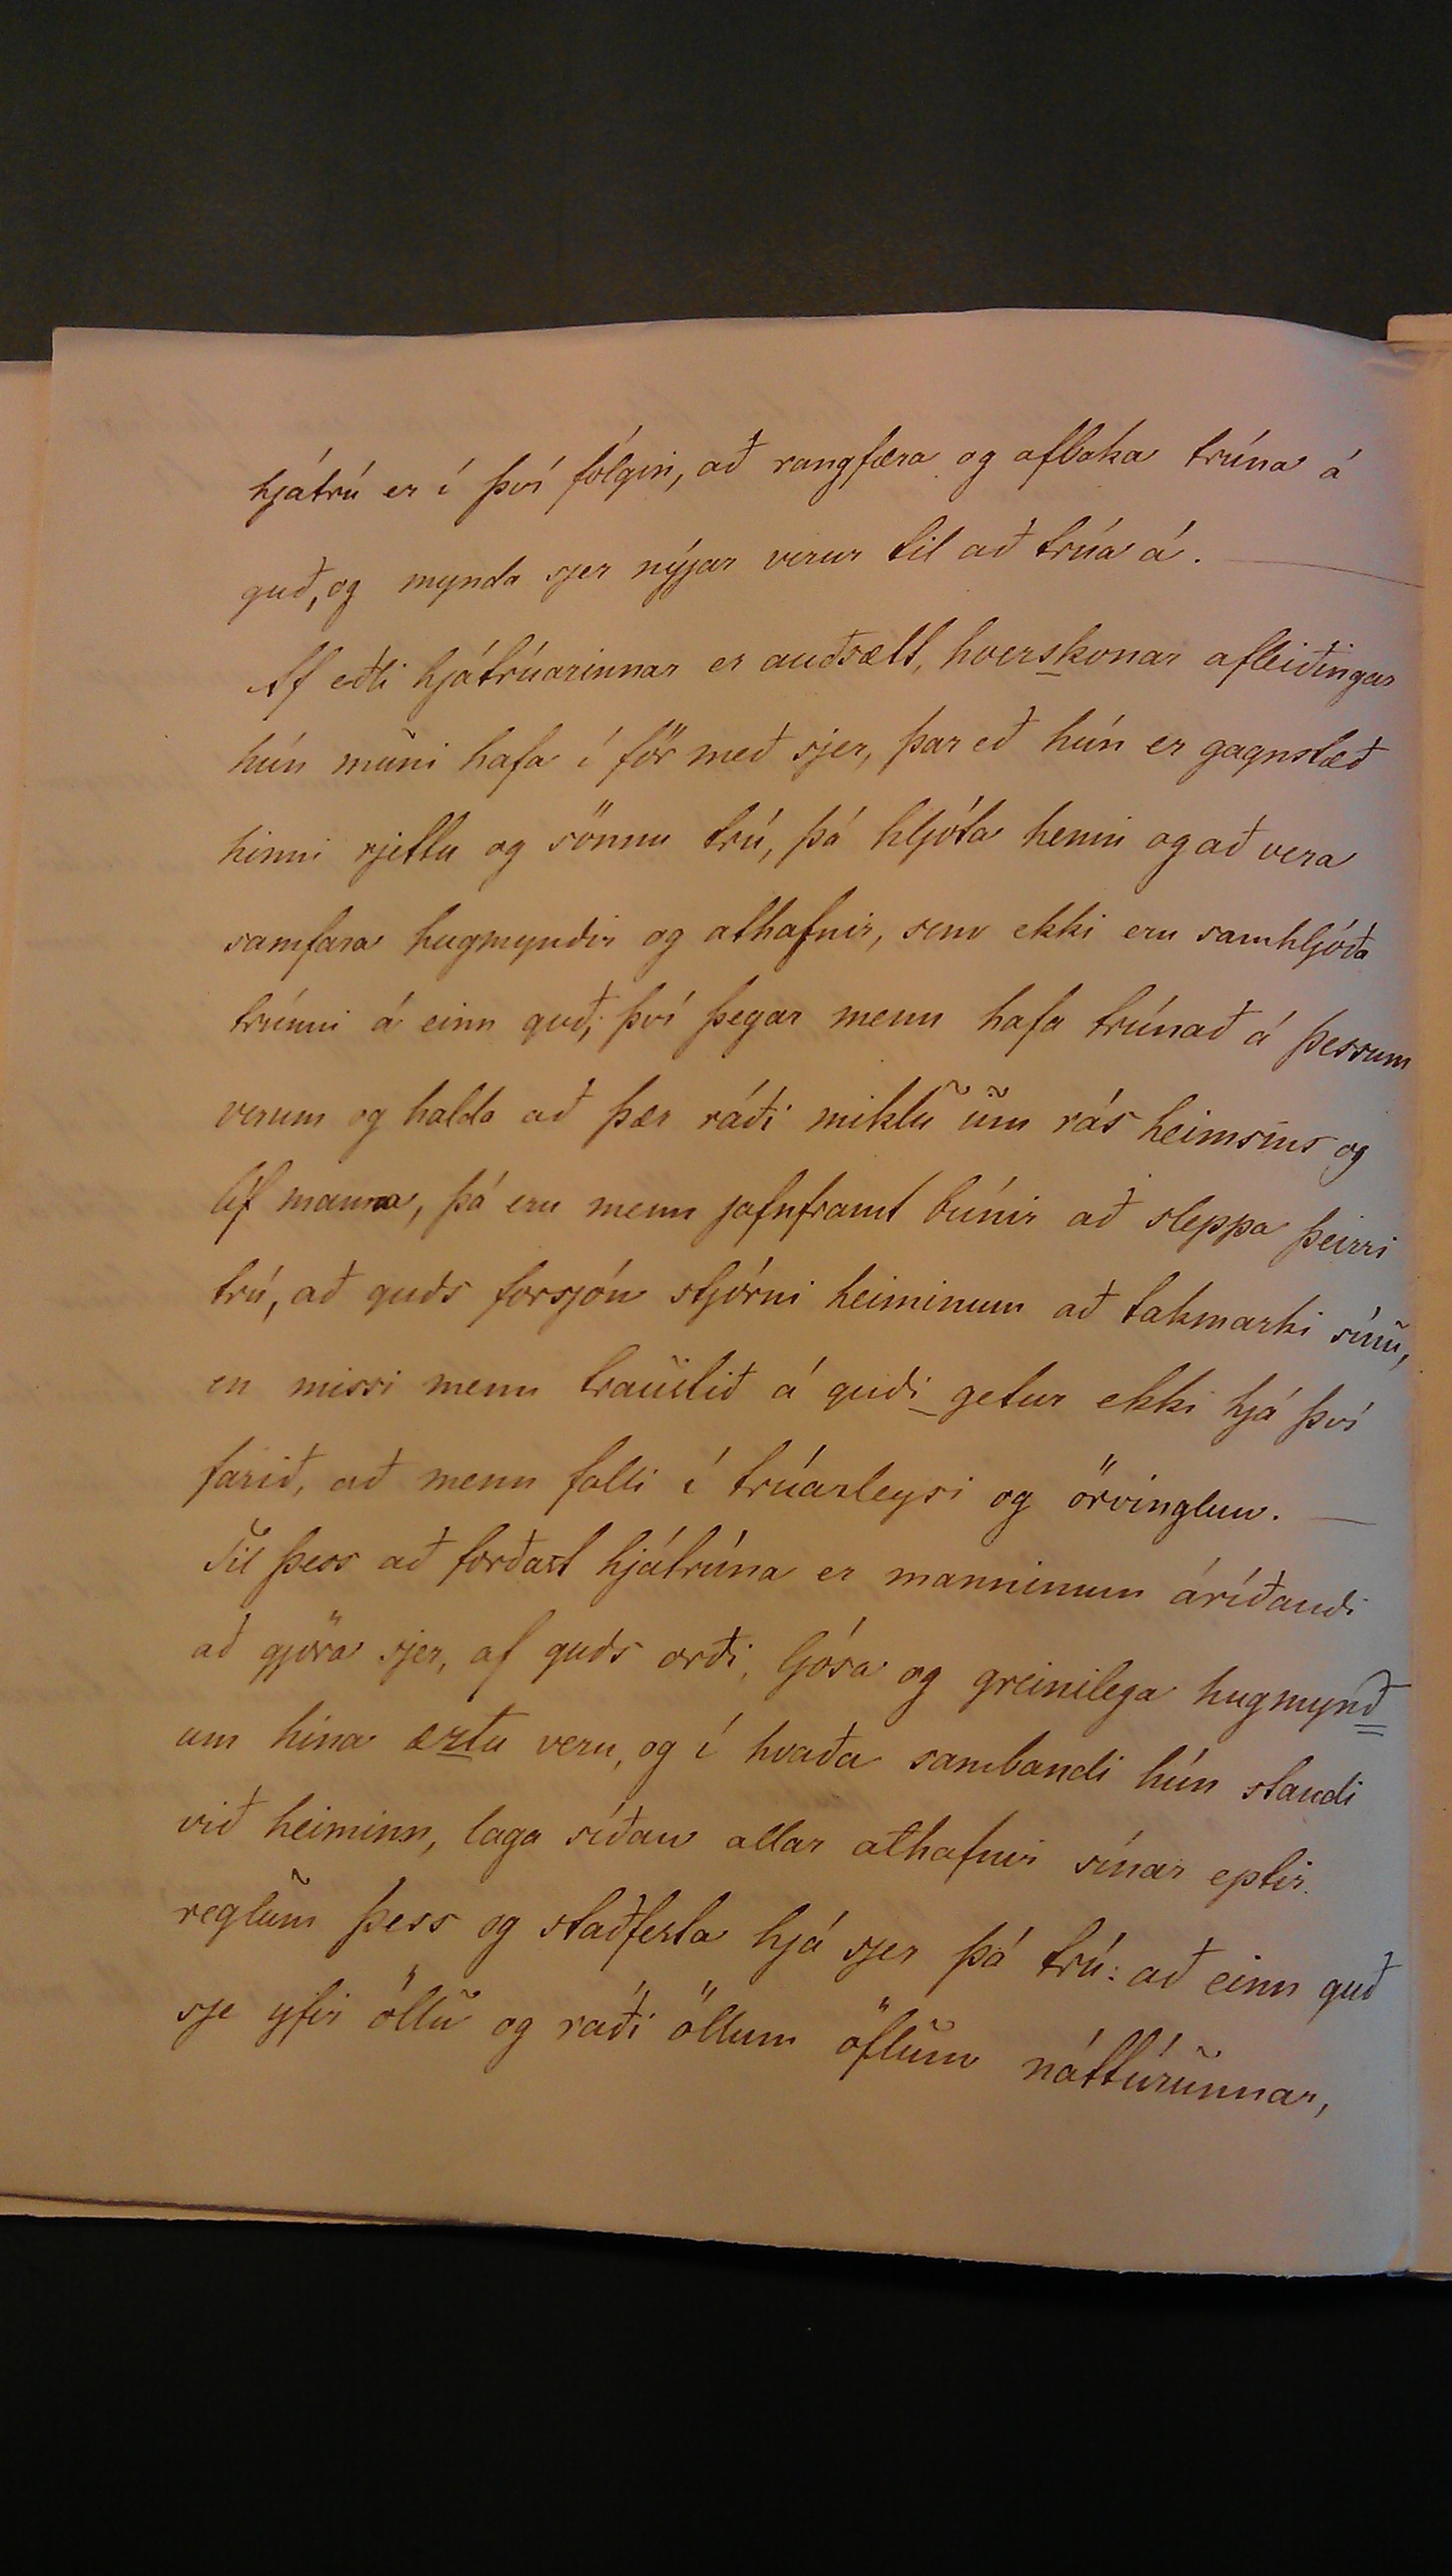 hjátrú er í því fólgin, að rangfæra og afbaka trúna á
guð, og mynda sjer nýjar verur til að trúa á. —
Af eðli hjátrúarinnar er auðsætt, hverskonar afleiðingar
hún muni hafa í för með sjer, þar eð hún er gagnstæð
hinni rjettu og sönnu trú, þá hljóta henni og að vera
samfara hugmyndir og athafnir, sem ekki eru samhljóða
trúnni á einn guð; því þegar menn hafa trúnað á þessum
verum og halda að þær ráði miklu um rás heimsins og
líf manna, þá eru menn jafnframt búnir að sleppa þeirri
trú, að guðs forsjón stjórni heiminum að takmarki sínu,
en missi menn traustið á guði getur ekki hjá því
farið, að menn falli í trúarleysi og örvinglun. —
Til þess að forðast hjátrúna er manninum áríðandi
að gjöra sjer, af guðs orði, ljósa og greinilega hugmynð
um hina æztu veru, og í hvaða sambandi hún standi
við heiminn, laga síðan allar athafnir sínar eptir
reglum þess og staðfesta hjá sjer þá trú: að einn guð
sje yfir öllu og ráði öllum öflum náttúrunnar,